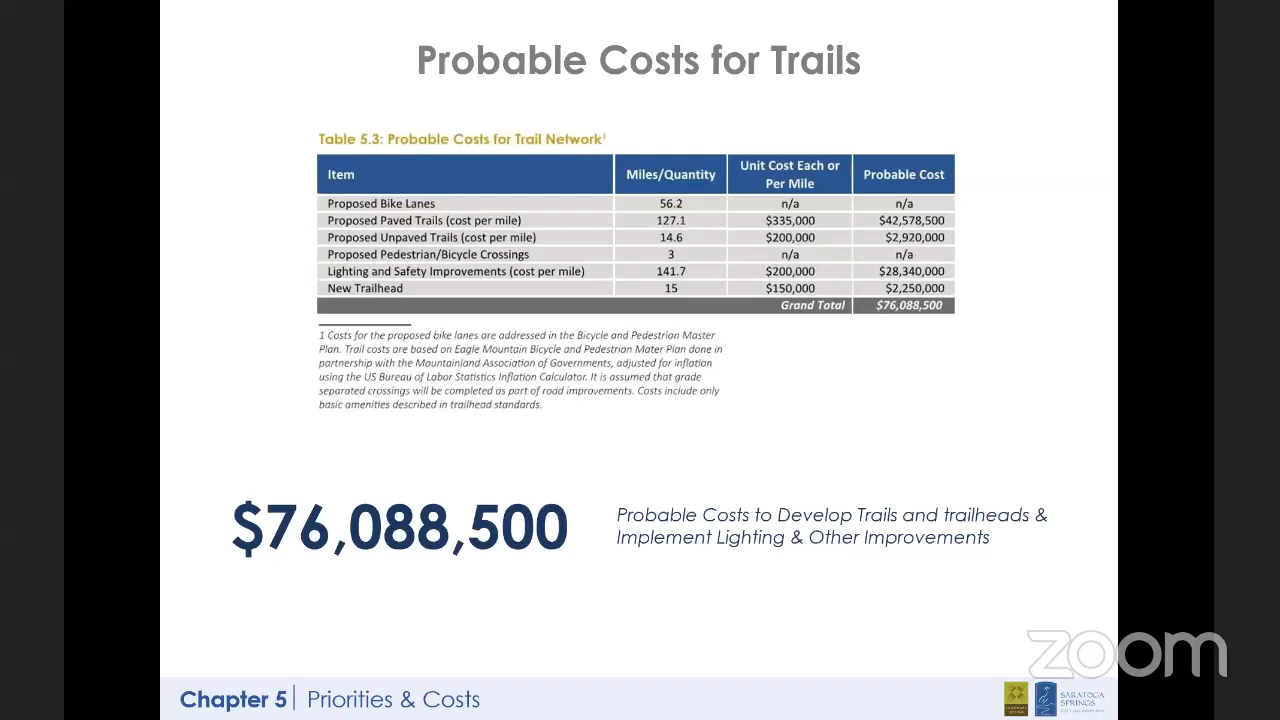 Probable Costs for Trails
Table 5.3: Probable Costs for Trail Network1
Item Miles/Quantity Unit Cost Each or Per Mile Probable Cost
Proposed Bike Lanes 56.2 n/a n/a
Proposed Paved Trails (cost per mile) 127.1 $335,000 $42,578,500
Proposed Unpaved Trails (cost per mile) 14.6 $200,000 $2,920,000
Proposed Pedestrian/Bicycle Crossings 3 n/a n/a
Lighting and Safety Improvements (cost per mile) 141.7 $200,000 $28,340,000
New Trailhead 15 $150,000 $2,250,000
Grand Total $76,088,500
1 Costs for the proposed bike lanes are addressed in the Bicycle and Pedestrian Master
Plan. Trail costs are based on Eagle Mountain Bicycle and Pedestrian Mater Plan done in
partnership with the Mountainland Association of Governments, adjusted for inflation
using the US Bureau of Labor Statistics Inflation Calculator. It is assumed that grade
separated crossings will be completed as part of road improvements. Costs include only
basic amenities described in trailhead standards.
$76,088,500
Probable Costs to Develop Trails and trailheads &
Implement Lighting & Other Improvements
zoom
Chapter 5 | Priorities & Costs
SARATOGA
SPRINGS